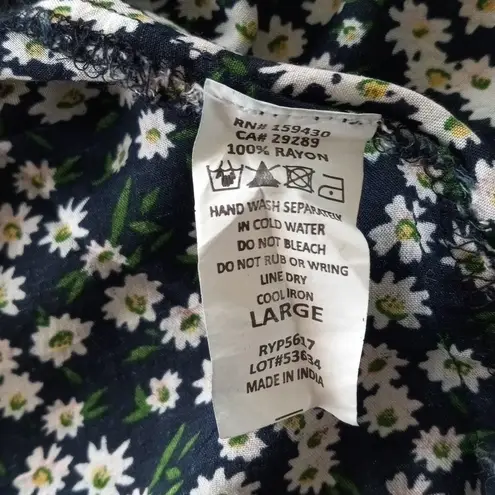 RN# 159430
CA# 29289
100% RAYON
HAND WASH SEPARATELY
IN COLD WATER
DO NOT BLEACH
DO NOT RUB OR WRING
LINE DRY
COOL IRON
LARGE
RYP5617
LOT#53634
MADE IN INDIA